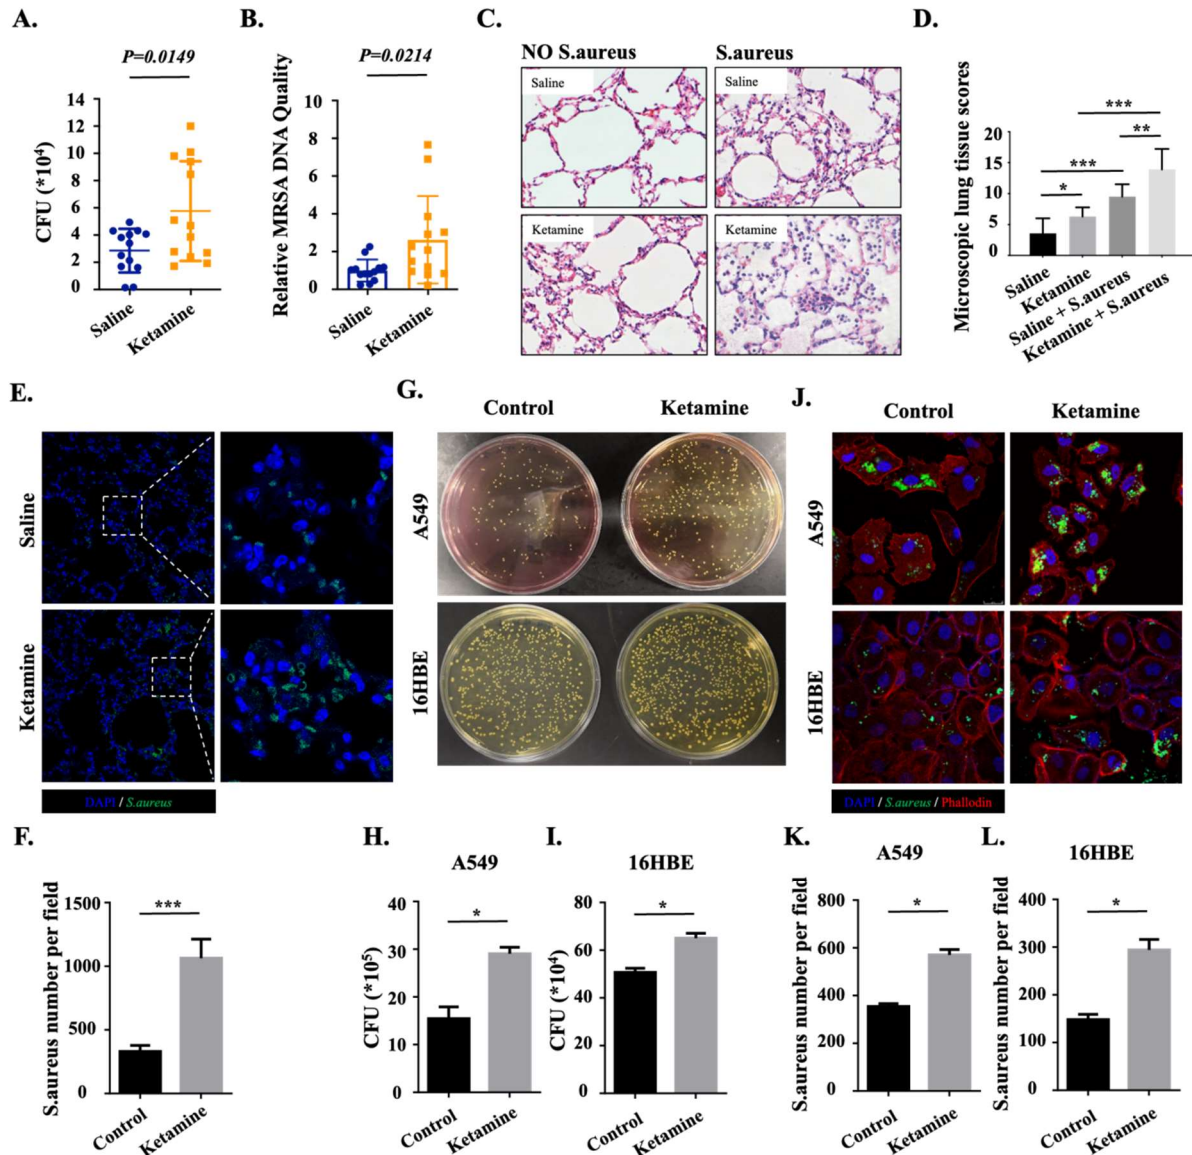 A.
P=0.0149
CFU (*10⁴)
14
12
10
8
6
4
2
0
Saline
Ketamine
B.
P=0.0214
Relative MRSA DNA Quality
10
8
6
4
2
0
Saline
Ketamine
C.
NO S.aureus
S.aureus
Saline
Saline
Ketamine
Ketamine
D.
Microscopic lung tissue scores
20
15
10
5
0
***
**
***
*
Saline
Ketamine
Saline + S.aureus
Ketamine + S.aureus
E.
Saline
Ketamine
DAPI / S.aureus
F.
S.aureus number per field
1500
1000
500
0
***
Control
Ketamine
G.
Control
Ketamine
A549
16HBE
H.
A549
CFU (*10⁵)
40
30
20
10
0
*
Control
Ketamine
I.
16HBE
CFU (*10⁴)
80
60
40
20
0
*
Control
Ketamine
J.
Control
Ketamine
A549
16HBE
DAPI / S.aureus / Phallodin
K.
A549
S.aureus number per field
800
600
400
200
0
*
Control
Ketamine
L.
16HBE
S.aureus number per field
400
300
200
100
0
*
Control
Ketamine